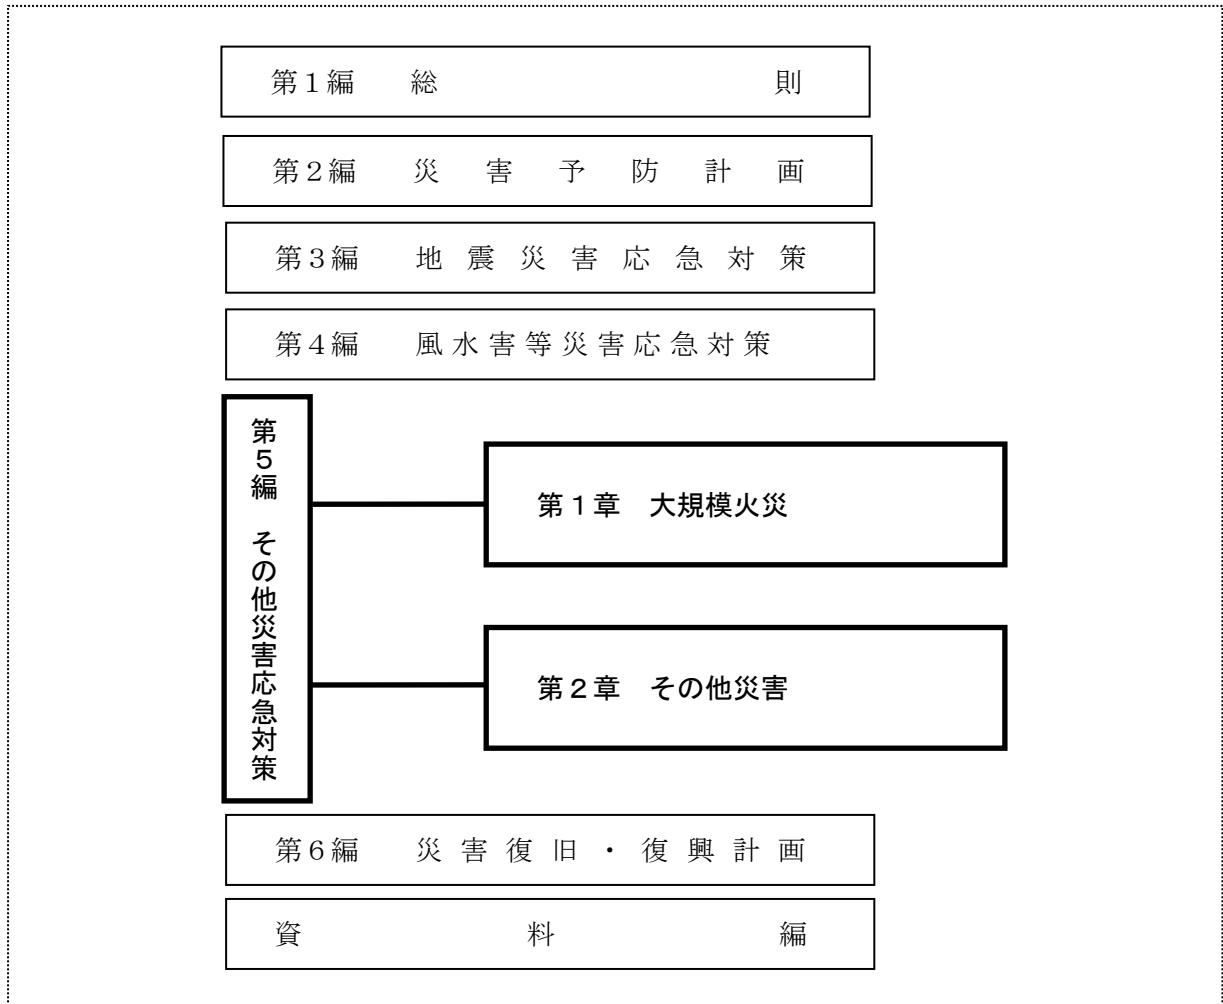 第1編 総則
第2編 災害予防計画
第3編 地震災害応急対策
第4編 風水害等災害応急対策
第5編 その他災害応急対策
第1章 大規模火災
第2章 その他災害
第6編 災害復旧・復興計画
資料編